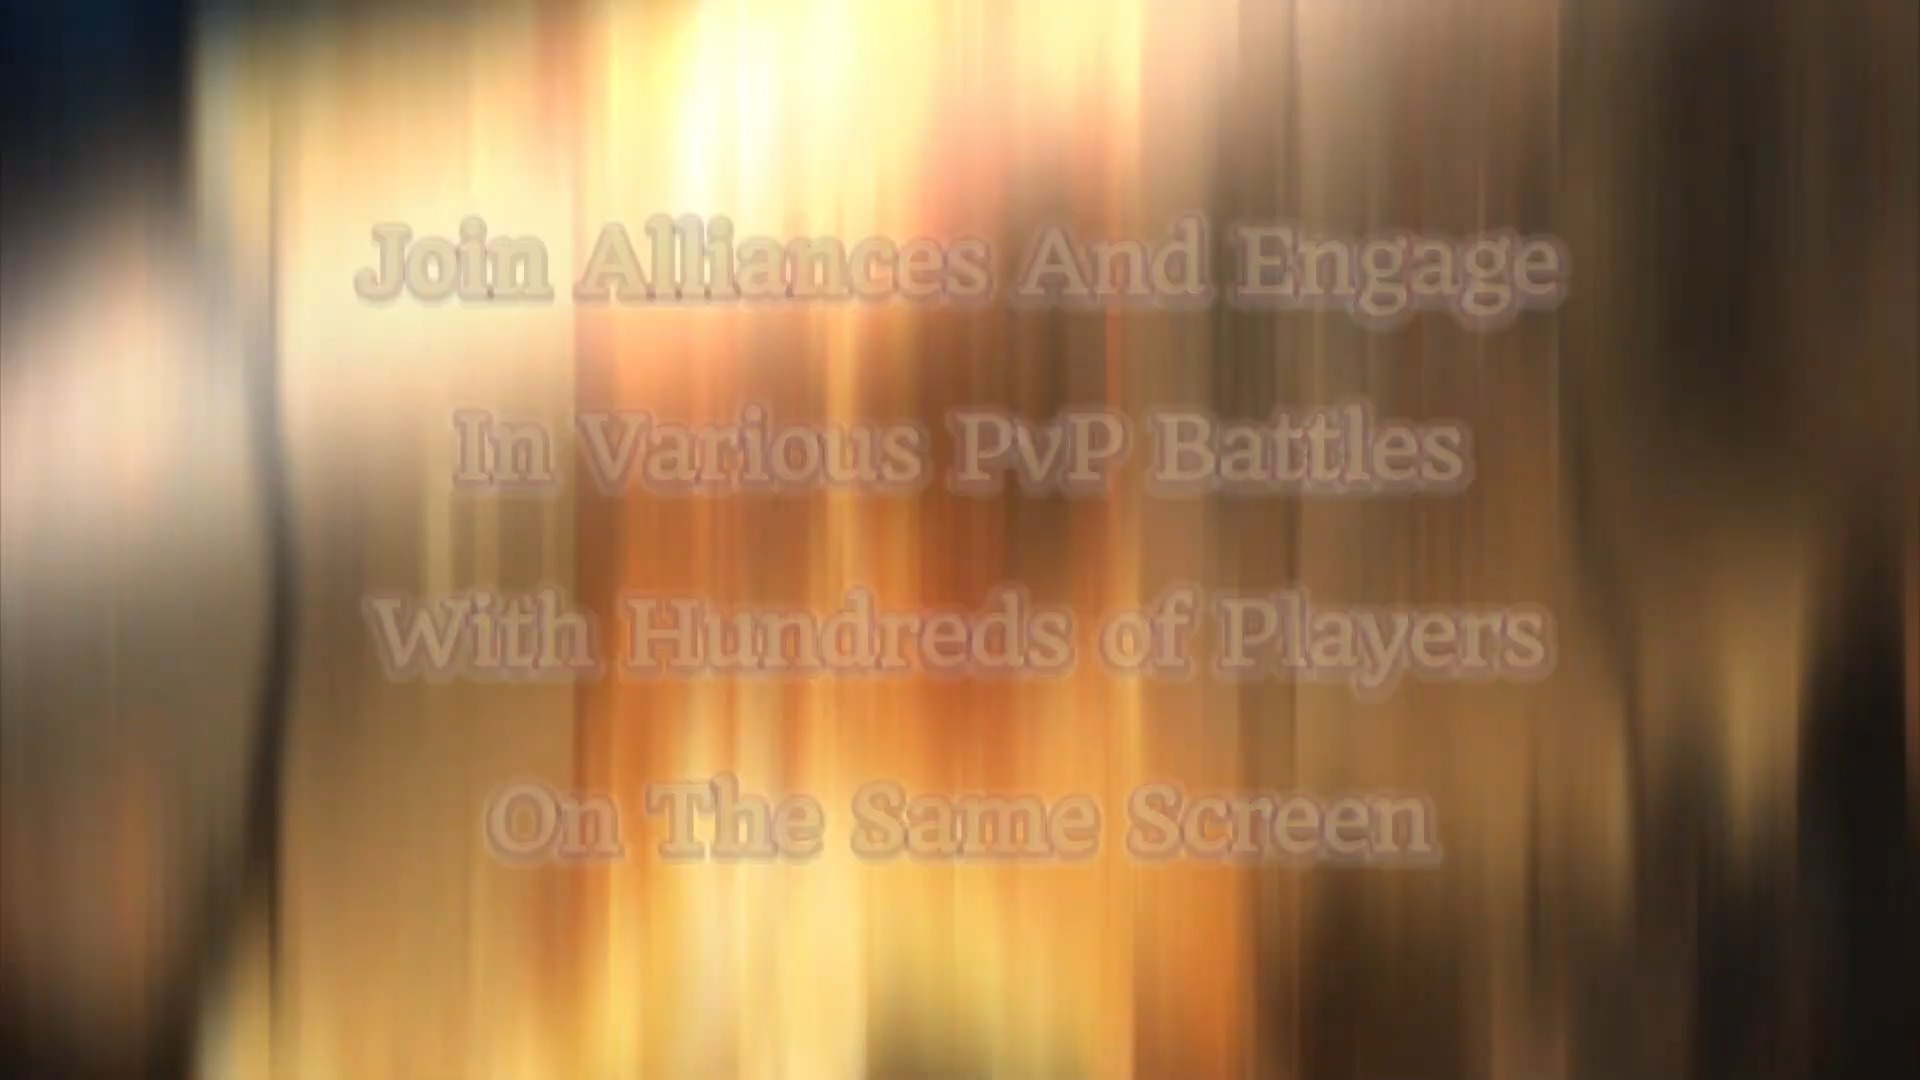 Join Alliances And Engage
In Various PvP Battles
With Hundreds of Players
On The Same Screen